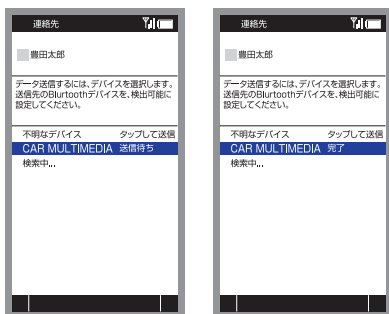 連絡先
豊田太郎
データ送信するには、デバイスを選択します。
送信先のBlurtoothデバイスを、検出可能に
設定してください。
不明なデバイス タップして送信
CAR MULTIMEDIA 送信待ち
検索中...
連絡先
豊田太郎
データ送信するには、デバイスを選択します。
送信先のBlurtoothデバイスを、検出可能に
設定してください。
不明なデバイス タップして送信
CAR MULTIMEDIA 完了
検索中...